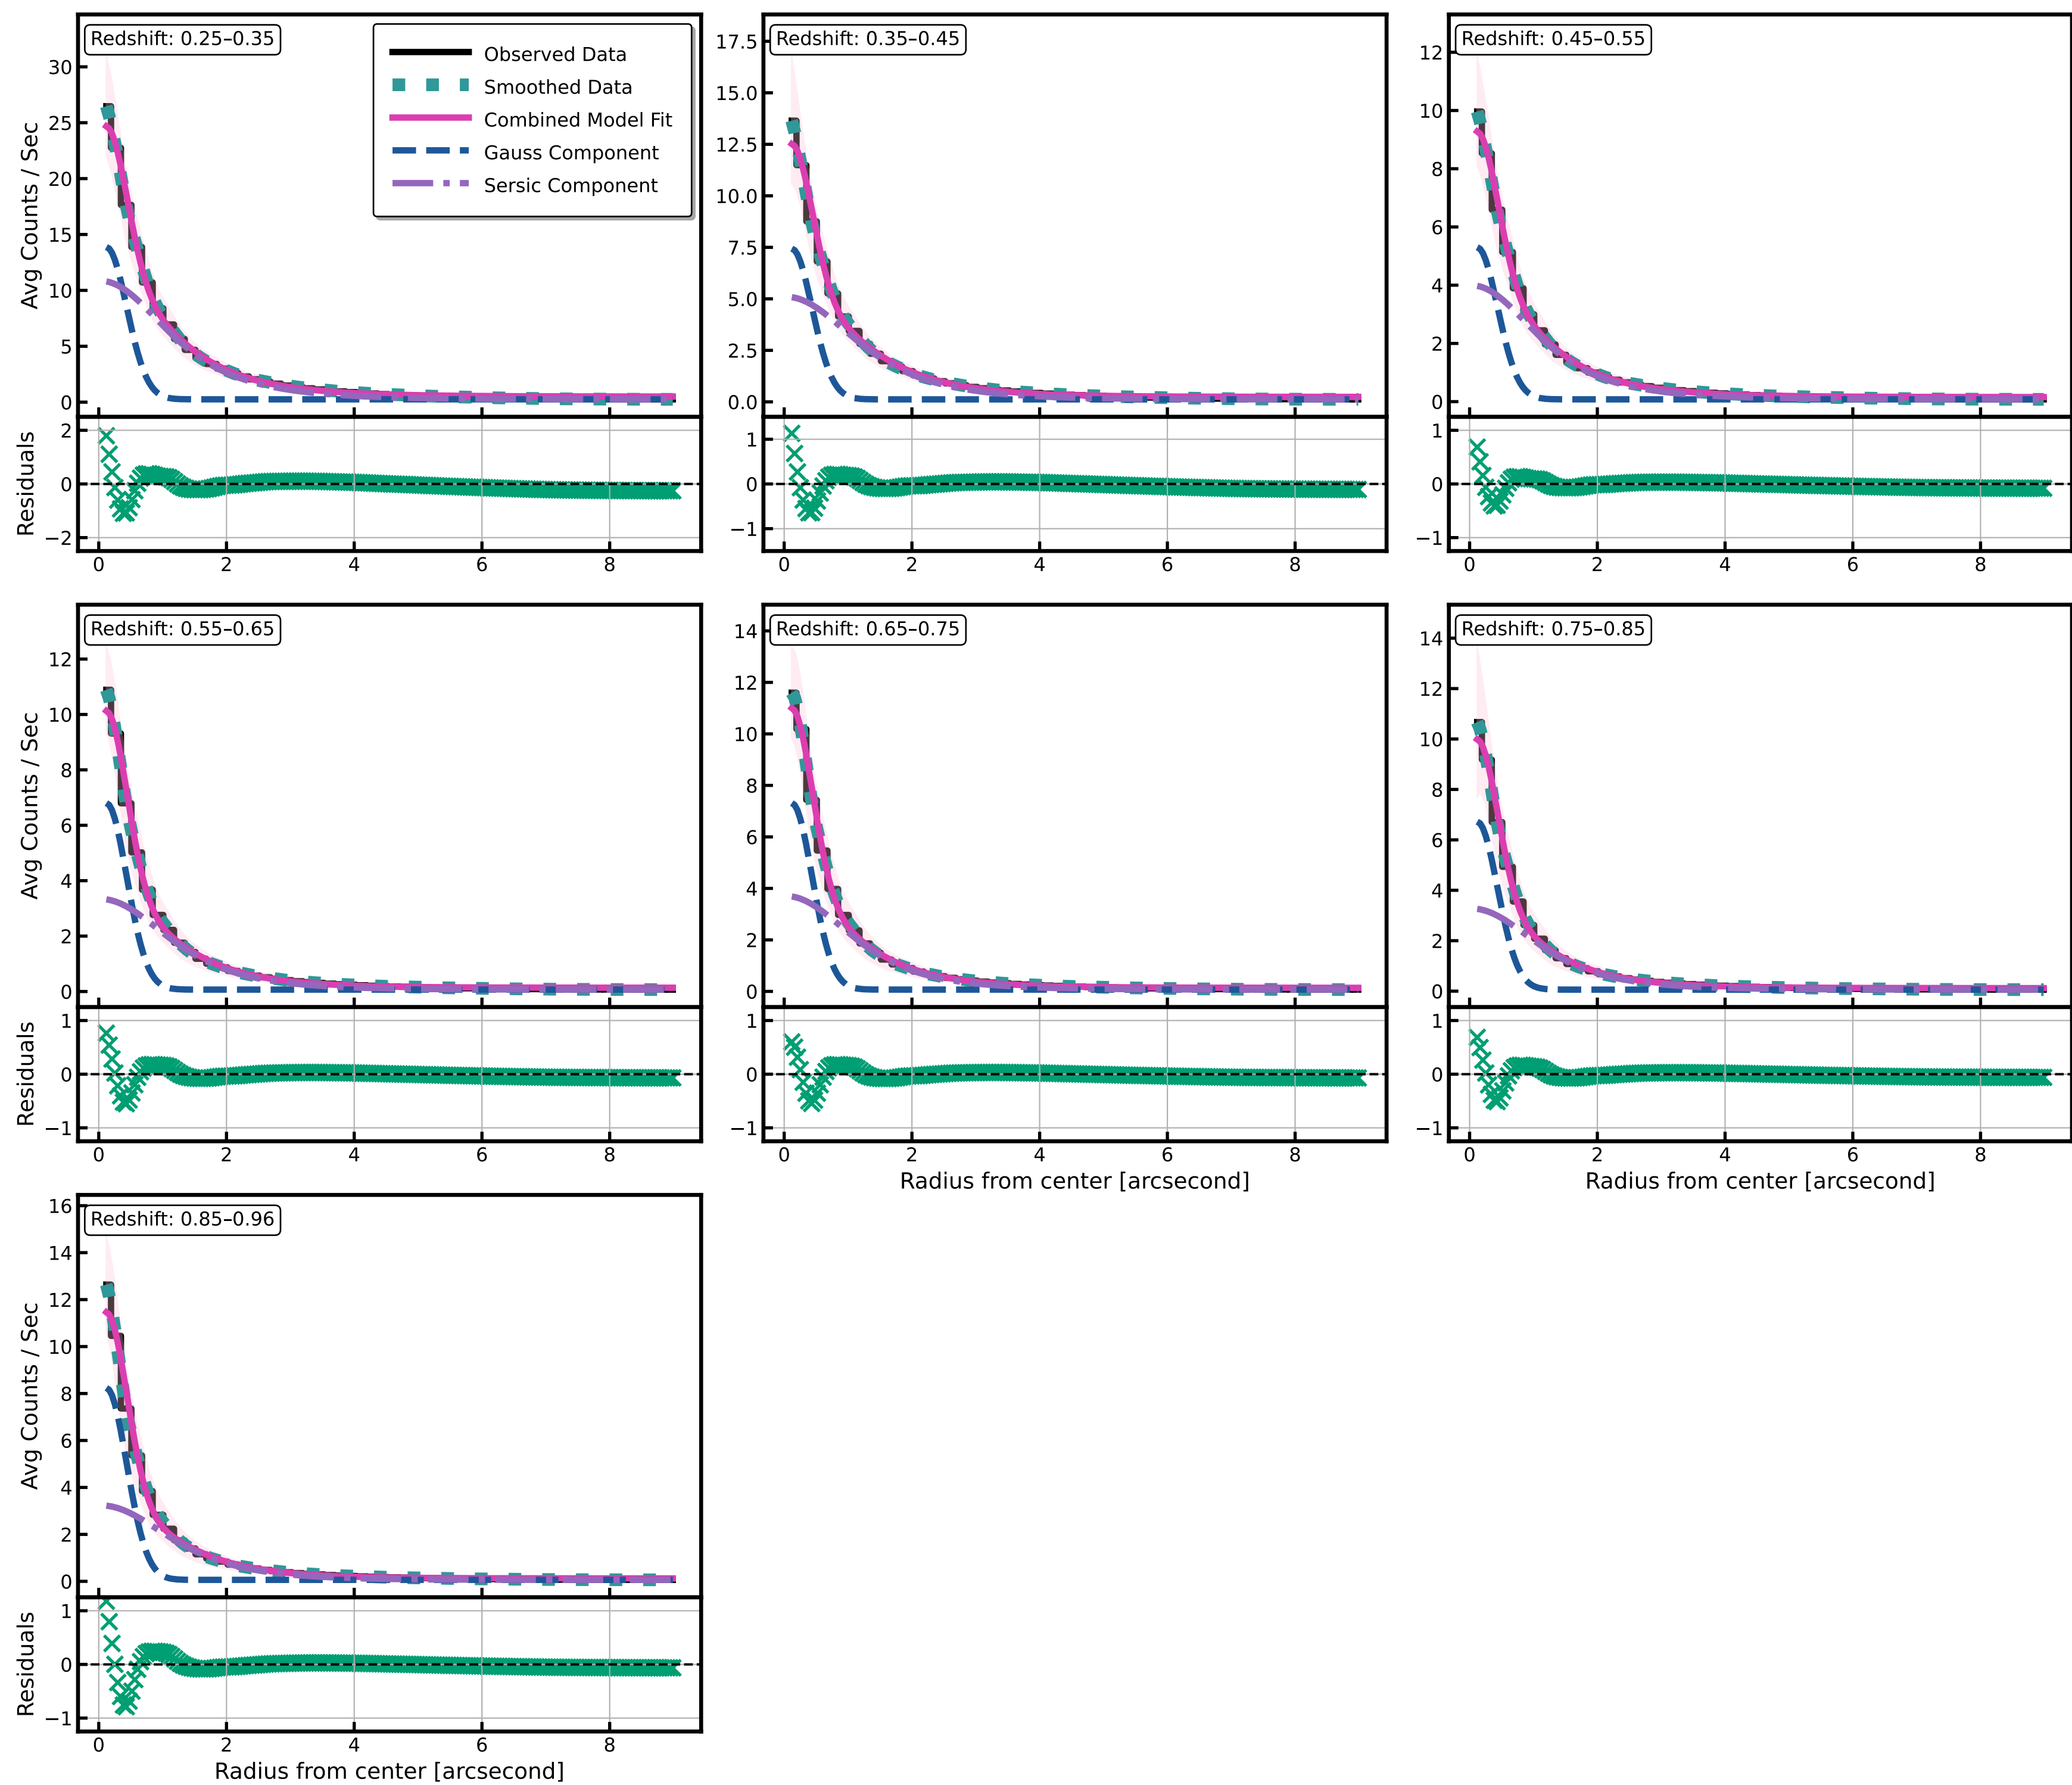 Redshift: 0.25–0.35
Observed Data
Smoothed Data
Combined Model Fit
Gauss Component
Sersic Component
Avg Counts / Sec
30
25
20
15
10
5
0
Residuals
2
0
−2
0 2 4 6 8
Redshift: 0.35–0.45
17.5
15.0
12.5
10.0
7.5
5.0
2.5
0.0
1
0
−1
0 2 4 6 8
Redshift: 0.45–0.55
12
10
8
6
4
2
0
1
0
−1
0 2 4 6 8
Redshift: 0.55–0.65
Avg Counts / Sec
12
10
8
6
4
2
0
Residuals
1
0
−1
0 2 4 6 8
Redshift: 0.65–0.75
14
12
10
8
6
4
2
0
1
0
−1
0 2 4 6 8
Radius from center [arcsecond]
Redshift: 0.75–0.85
14
12
10
8
6
4
2
0
1
0
−1
0 2 4 6 8
Radius from center [arcsecond]
Redshift: 0.85–0.96
Avg Counts / Sec
16
14
12
10
8
6
4
2
0
Residuals
1
0
−1
0 2 4 6 8
Radius from center [arcsecond]